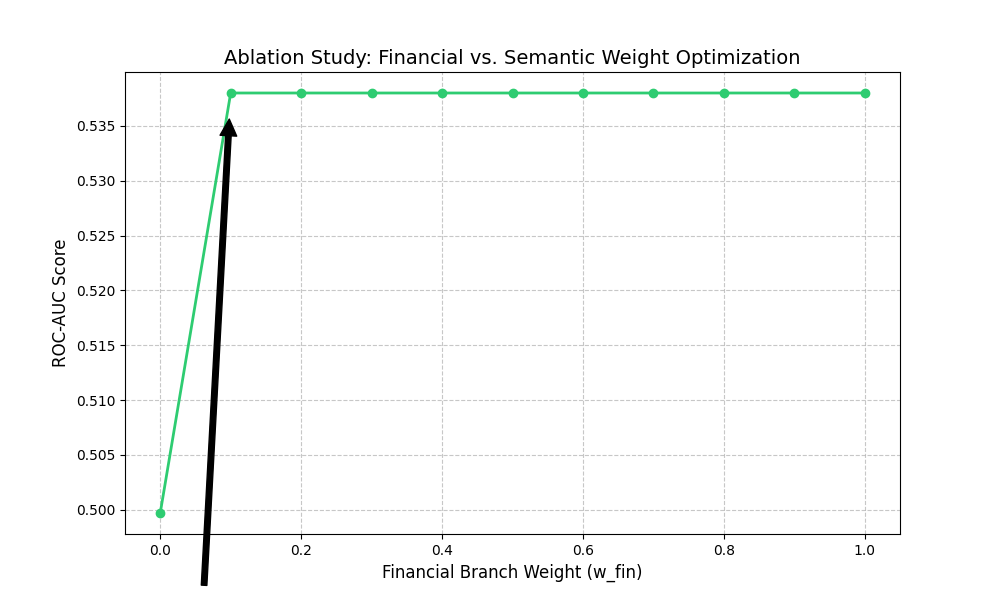 Ablation Study: Financial vs. Semantic Weight Optimization
ROC-AUC Score
0.535
0.530
0.525
0.520
0.515
0.510
0.505
0.500
0.0 0.2 0.4 0.6 0.8 1.0
Financial Branch Weight (w_fin)